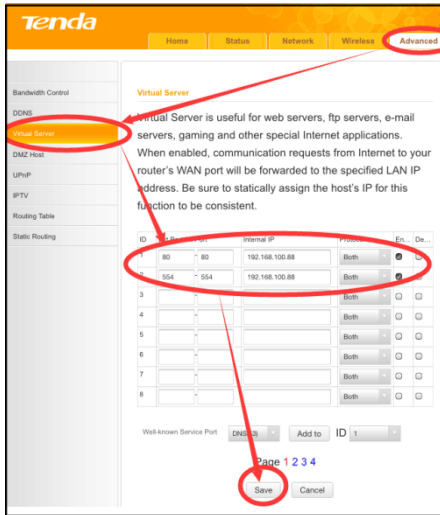 Tenda
Home Status Network Wireless Advanced
Bandwidth Control
DDNS
Virtual Server
DMZ Host
UPnP
IPTV
Routing Table
Static Routing
Virtual Server
Virtual Server is useful for web servers, ftp servers, e-mail
servers, gaming and other special Internet applications.
When enabled, communication requests from Internet to your
router's WAN port will be forwarded to the specified LAN IP
address. Be sure to statically assign the host's IP for this
function to be consistent.
ID Internal IP En... De...
1 80 - 80 192.168.100.88 Both
2 554 - 554 192.168.100.88 Both
3 - Both
4 - Both
5 - Both
6 - Both
7 - Both
8 - Both
Well-known Service Port Add to ID 1
Page 1 2 3 4
Save Cancel